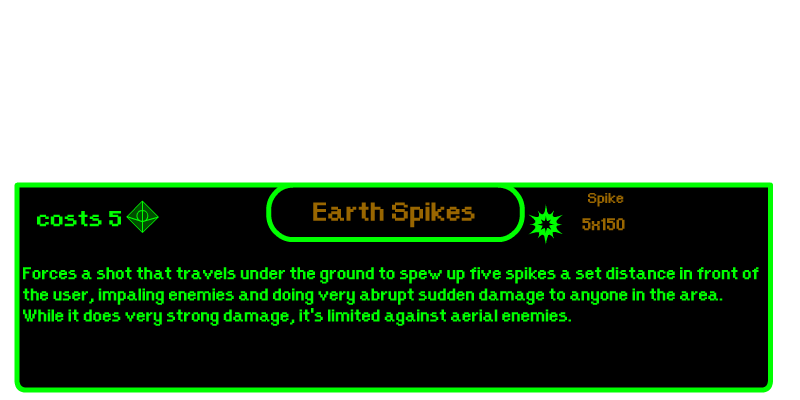 costs 5
Earth Spikes
Spike
5x150
Forces a shot that travels under the ground to spew up five spikes a set distance in front of
the user, impaling enemies and doing very abrupt sudden damage to anyone in the area.
While it does very strong damage, it's limited against aerial enemies.